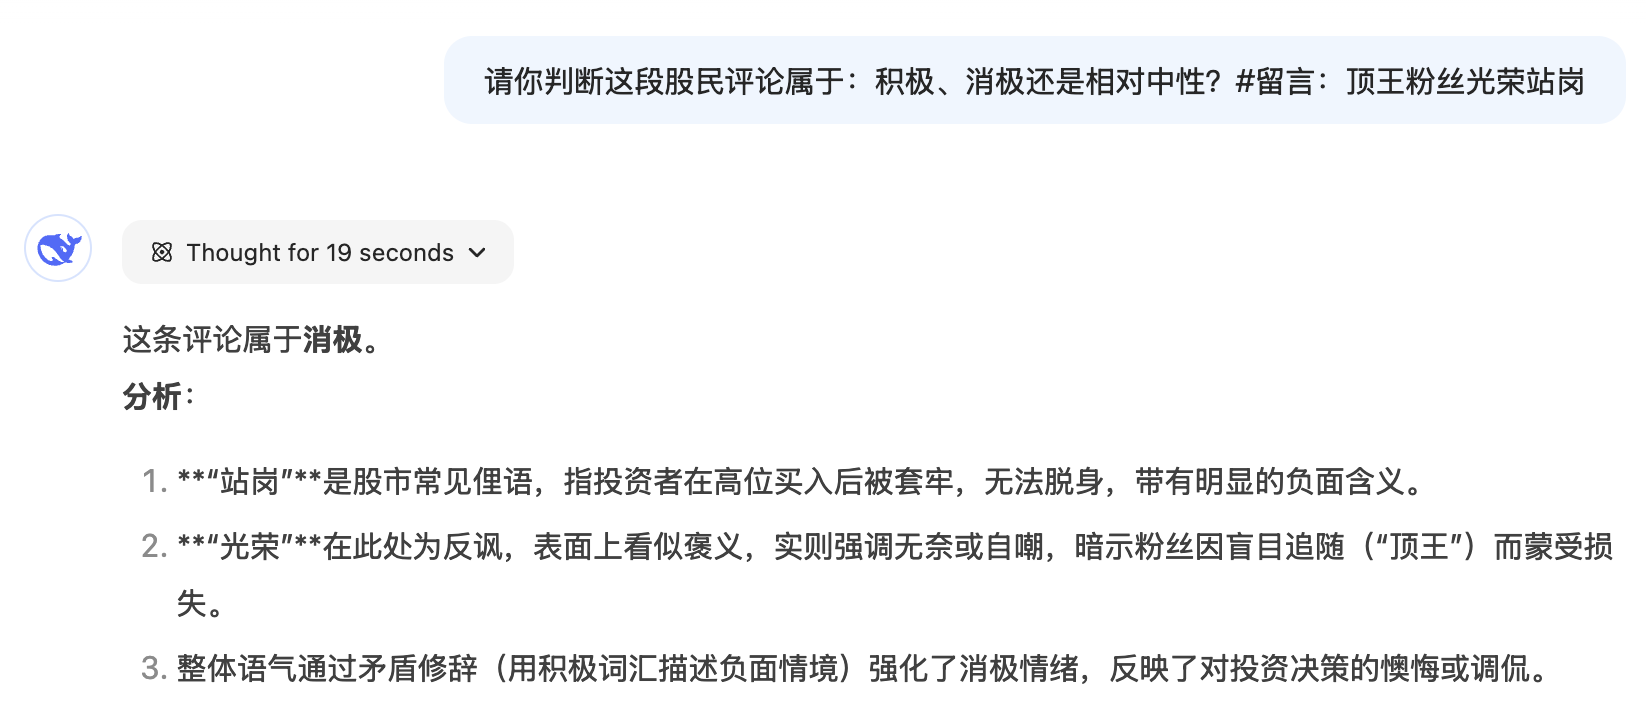 请你判断这段股民评论属于：积极、消极还是相对中性？#留言：顶王粉丝光荣站岗
Thought for 19 seconds
这条评论属于消极。
分析：
1. **“站岗”**是股市常见俚语，指投资者在高位买入后被套牢，无法脱身，带有明显的负面含义。
2. **“光荣”**在此处为反讽，表面上看似褒义，实则强调无奈或自嘲，暗示粉丝因盲目追随（“顶王”）而蒙受损
失。
3. 整体语气通过矛盾修辞（用积极词汇描述负面情境）强化了消极情绪，反映了对投资决策的懊悔或调侃。